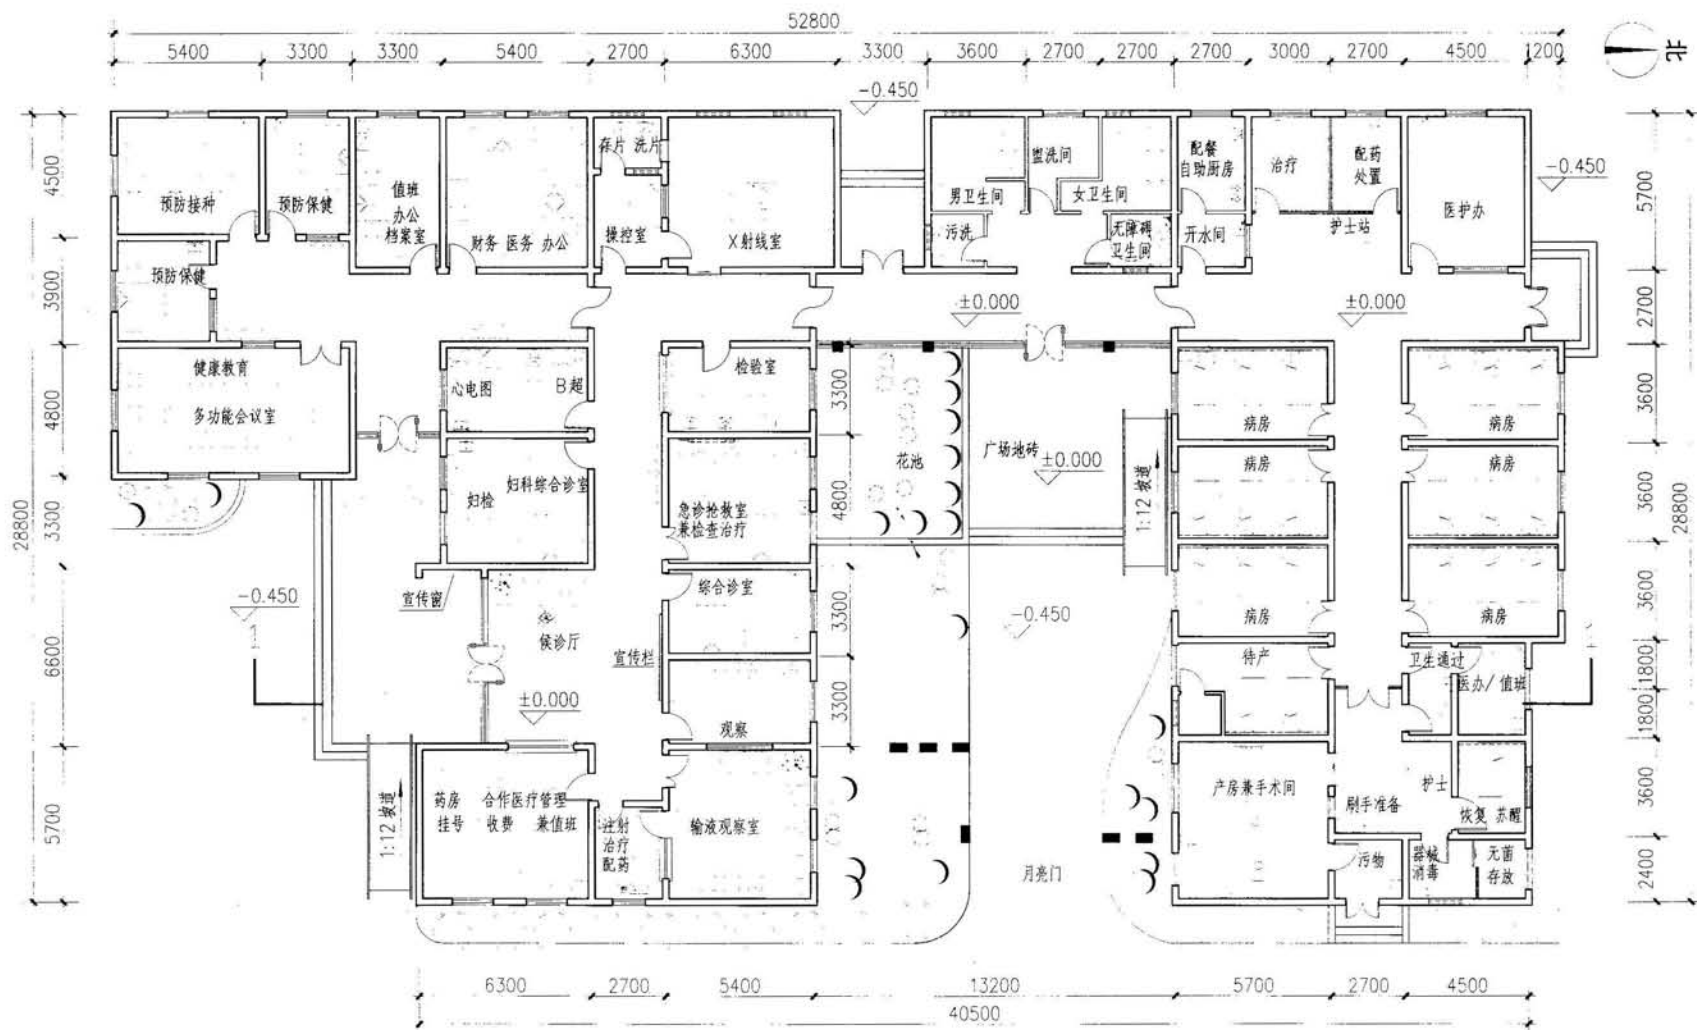 52800
5400 3300 3300 5400 2700 6300 3300 3600 2700 2700 2700 3000 2700 4500 1200
北
-0.450
-0.450
4500
3900
4800
3300
6600
5700
28800
预防接种
预防保健
值班
办公
档案室
财务 医务 办公
存片 洗片
操控室
X射线室
男卫生间
盥洗间
女卫生间
污洗
无障碍
卫生间
配餐
自助厨房
开水间
治疗
配药
处置
护士站
医护办
5700
2700
3600
3600
3600
1800
1800
3600
2400
28800
预防保健
±0.000
±0.000
健康教育
多功能会议室
心电图
B超
检验室
3300
花池
广场地砖
±0.000
1:12 坡道
病房
病房
妇检
妇科综合诊室
急诊抢救室
兼检查治疗
4800
病房
病房
-0.450
宣传窗
候诊厅
综合诊室
3300
-0.450
病房
病房
宣传栏
±0.000
观察
3300
待产
卫生通过
医办/值班
1
1
1:12 坡道
药房
挂号
合作医疗管理
收费
兼值班
注射
治疗
配药
输液观察室
月亮门
产房兼手术间
刷手准备
护士
恢复 苏醒
污物
器械
消毒
无菌
存放
6300 2700 5400 13200 5700 2700 4500
40500